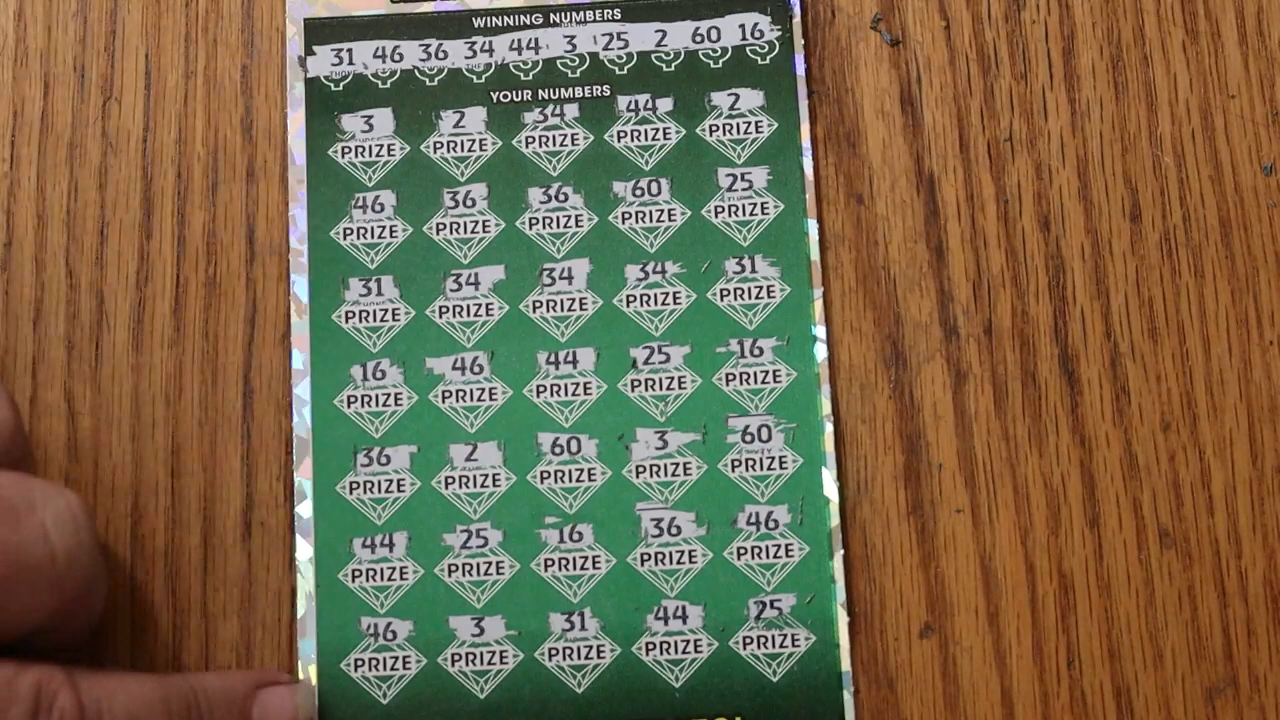 WINNING NUMBERS
31 46 36 34 44 3 25 2 60 16
YOUR NUMBERS
3 2 34 44 2
PRIZE PRIZE PRIZE PRIZE PRIZE
46 36 36 60 25
PRIZE PRIZE PRIZE PRIZE PRIZE
31 34 34 34 31
PRIZE PRIZE PRIZE PRIZE PRIZE
16 46 44 25 16
PRIZE PRIZE PRIZE PRIZE PRIZE
36 2 60 3 60
PRIZE PRIZE PRIZE PRIZE PRIZE
44 25 16 36 46
PRIZE PRIZE PRIZE PRIZE PRIZE
46 3 31 44 25
PRIZE PRIZE PRIZE PRIZE PRIZE